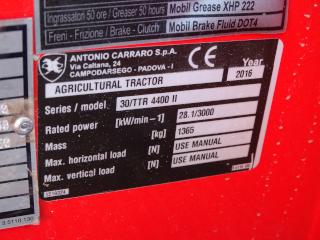 Ingrassation 50 ore / Greaser 50 hours Mobil Grease XHP 222
Freni - Frizione / Brake - Clutch Mobil Brake Fluid DOT4
ANTONIO CARRARO S.p.A.
Via Caltana, 24
CAMPODARSEGO - PADOVA - I
CE Year
AGRICULTURAL TRACTOR 2016
Series / model 30/TTR 4400 II
Rated power [kW/min-1] 28.1/3000
Mass [kg] 1365
Max. horizontal load [-] USE MANUAL
Max. vertical load [-] USE MANUAL